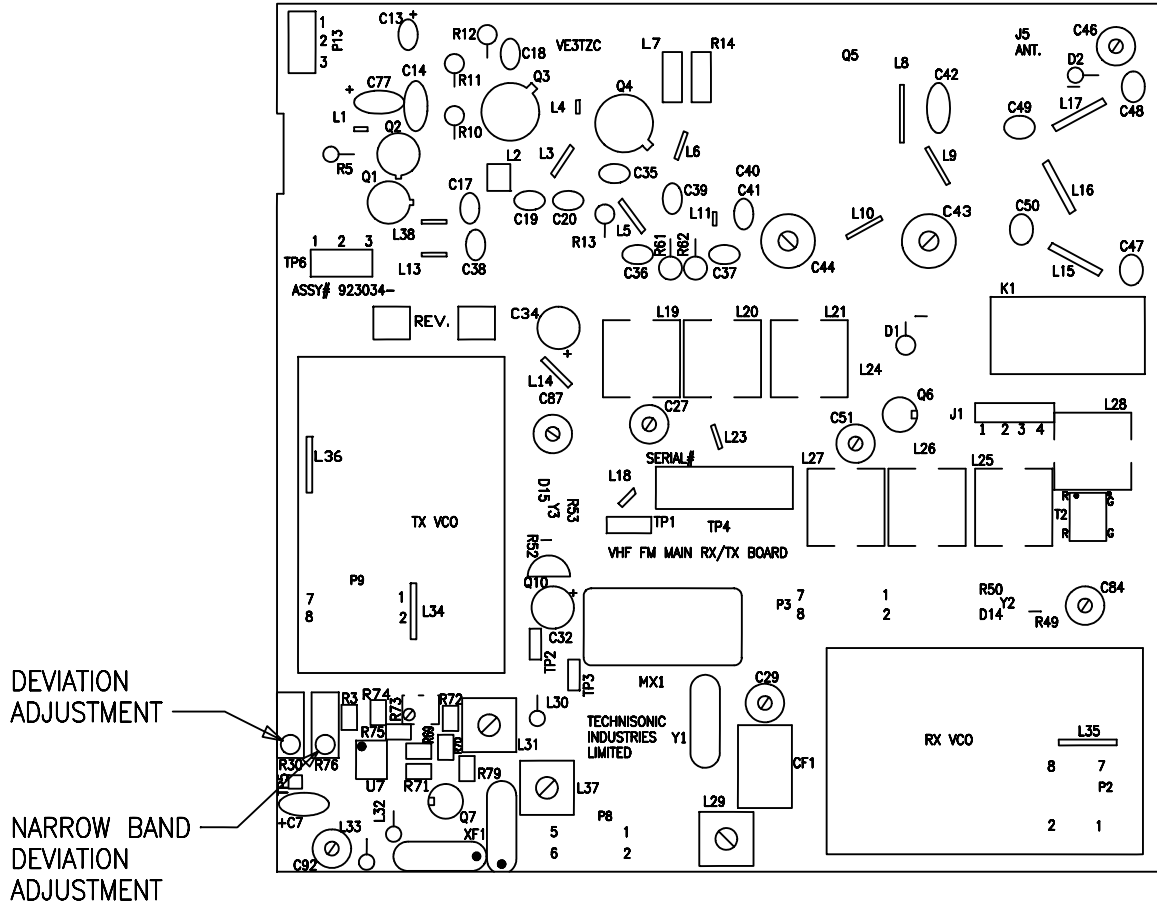 P13
1
2
3
C13
+
R12
C18
VE3TZC
L7
R14
Q5
J5
ANT.
C46
D2
R11
Q3
L8
C42
C77
C14
+
L4
Q4
C49
L17
C48
L1
Q2
R10
R5
L2
L3
L6
L9
Q1
C17
C35
C39
C40
C41
L16
C19
C20
L11
L10
C43
C50
L38
R13
L5
R61
R62
C47
1 2 3
TP6
L13
C38
C36
C37
C44
L15
ASSY# 923034-
K1
REV.
C34
+
L19
L20
L21
D1
L14
L24
C87
C27
Q6
C51
J1
1 2 3 4
L28
L36
L23
SERIAL#
L27
L26
L25
D15
Y3
R53
L18
TX VCO
TP1
TP4
T2
R
G
R
G
VHF FM MAIN RX/TX BOARD
R52
P9
Q10
+
7
8
1
2
L34
C32
P3
7
8
1
2
R50
D14
Y2
R49
C84
TP2
TP3
MX1
C29
DEVIATION
ADJUSTMENT
R3
R74
R73
R72
L30
R75
R69
L31
TECHNISONIC
INDUSTRIES
LIMITED
Y1
RX VCO
L35
R30
R76
U7
R71
R79
L37
CF1
8
7
P2
NARROW BAND
DEVIATION
ADJUSTMENT
+C7
L33
L32
Q7
XF1
P8
5
6
1
2
L29
2
1
C92